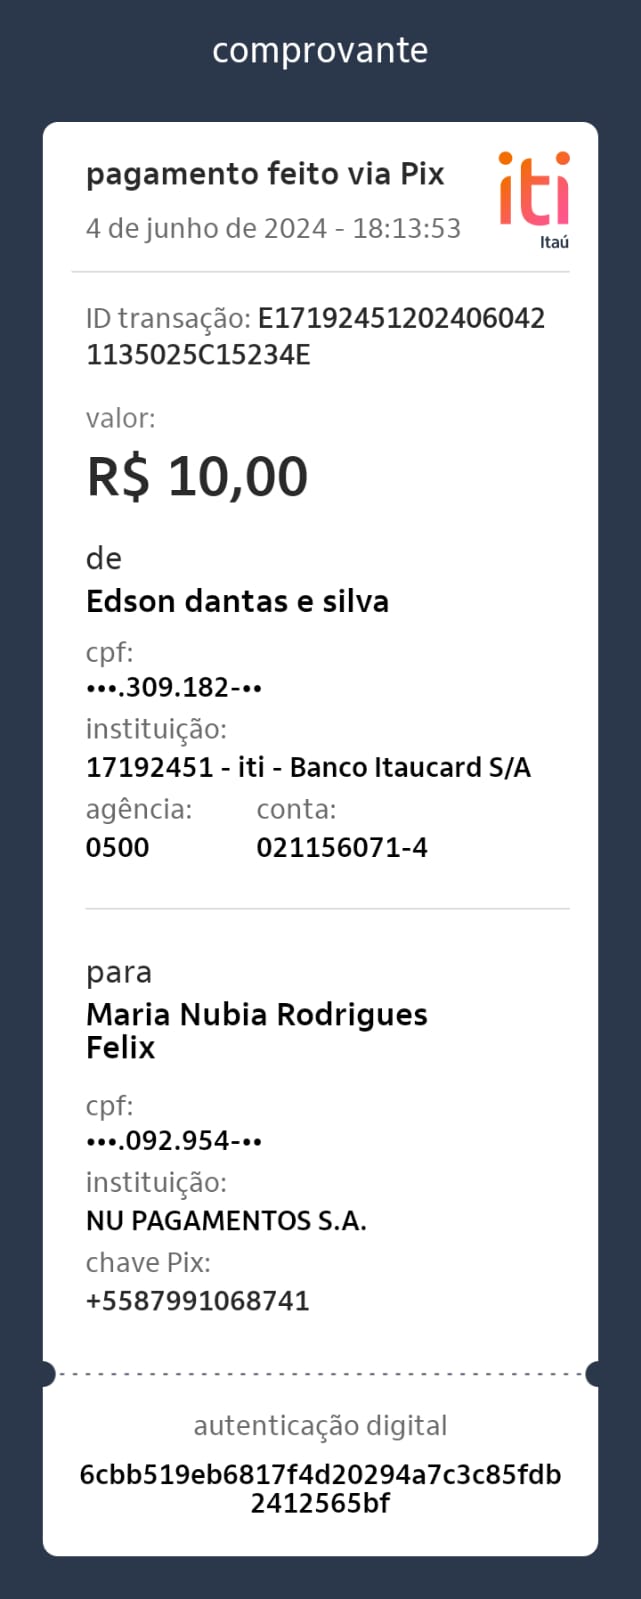 comprovante
pagamento feito via Pix
4 de junho de 2024 - 18:13:53
iti
Itaú
ID transação: E17192451202406042
1135025C15234E
valor:
R$ 10,00
de
Edson dantas e silva
cpf:
•••.309.182-••
instituição:
17192451 - iti - Banco Itaucard S/A
agência: conta:
0500 021156071-4
para
Maria Nubia Rodrigues
Felix
cpf:
•••.092.954-••
instituição:
NU PAGAMENTOS S.A.
chave Pix:
+5587991068741
autenticação digital
6cbb519eb6817f4d20294a7c3c85fdb
2412565bf